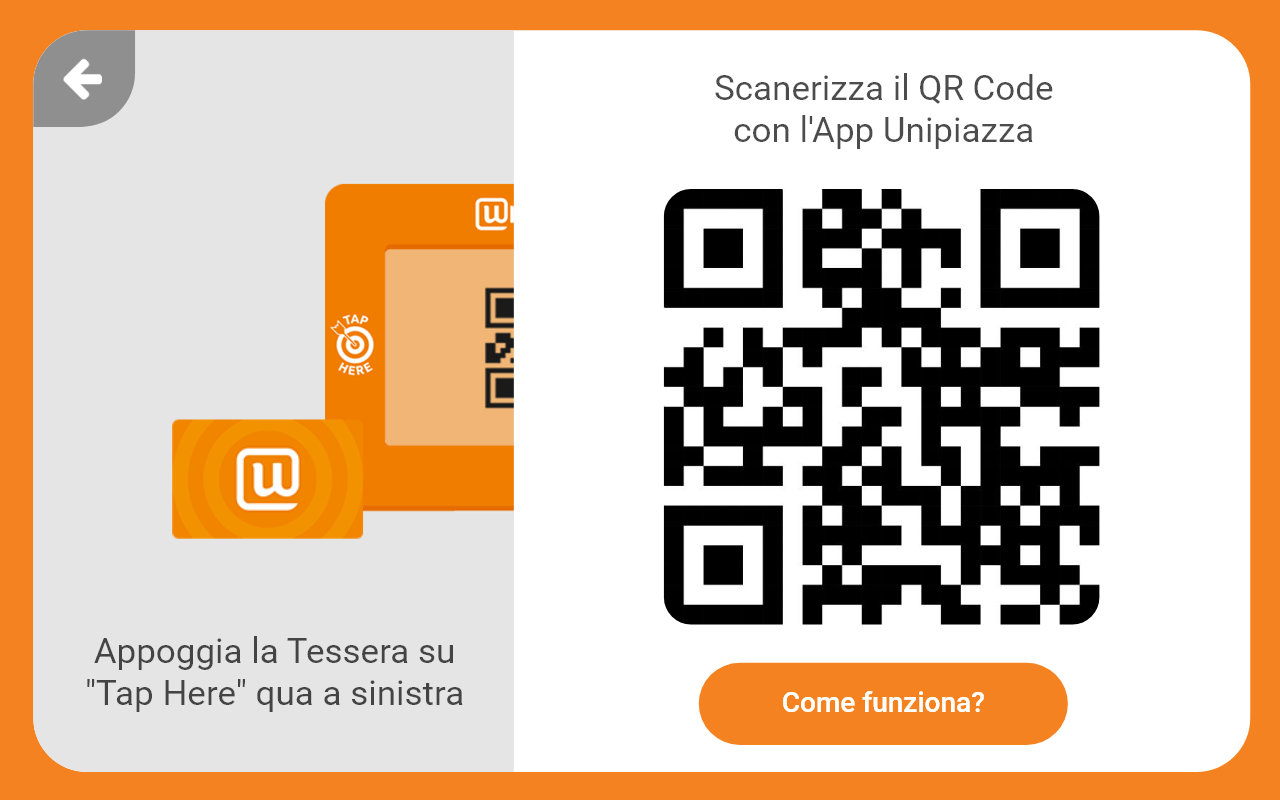 TAP
HERE
Appoggia la Tessera su
"Tap Here" qua a sinistra
Scanerizza il QR Code
con l'App Unipiazza
Come funziona?